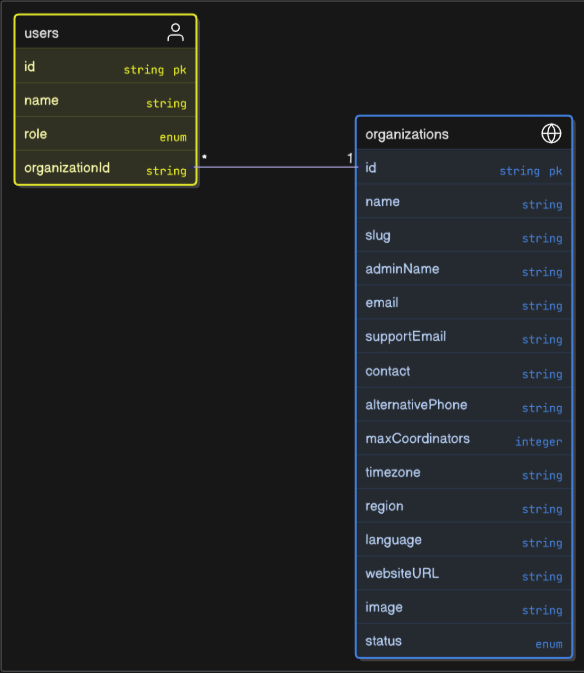 users
id string pk
name string
role enum
organizationId string
* 1
organizations
id string pk
name string
slug string
adminName string
email string
supportEmail string
contact string
alternativePhone string
maxCoordinators integer
timezone string
region string
language string
websiteURL string
image string
status enum